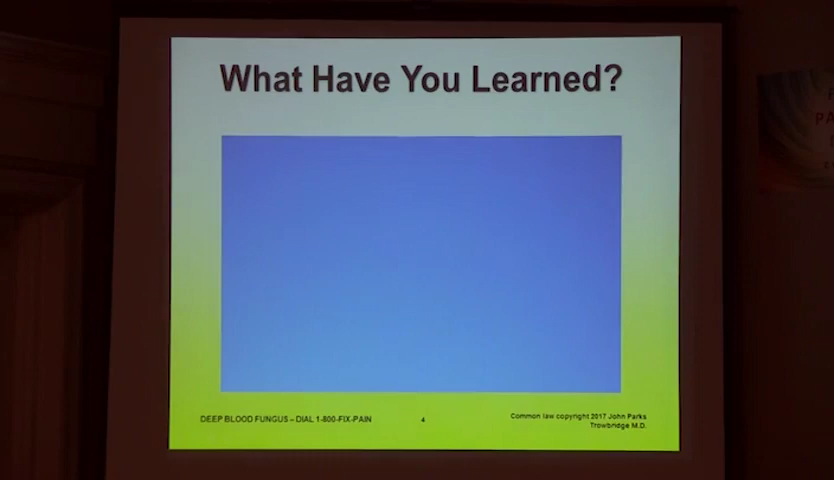 What Have You Learned?
DEEP BLOOD FUNGUS – DIAL 1-800-FIX-PAIN
4
Common law copyright 2017 John Parks
Trowbridge M.D.